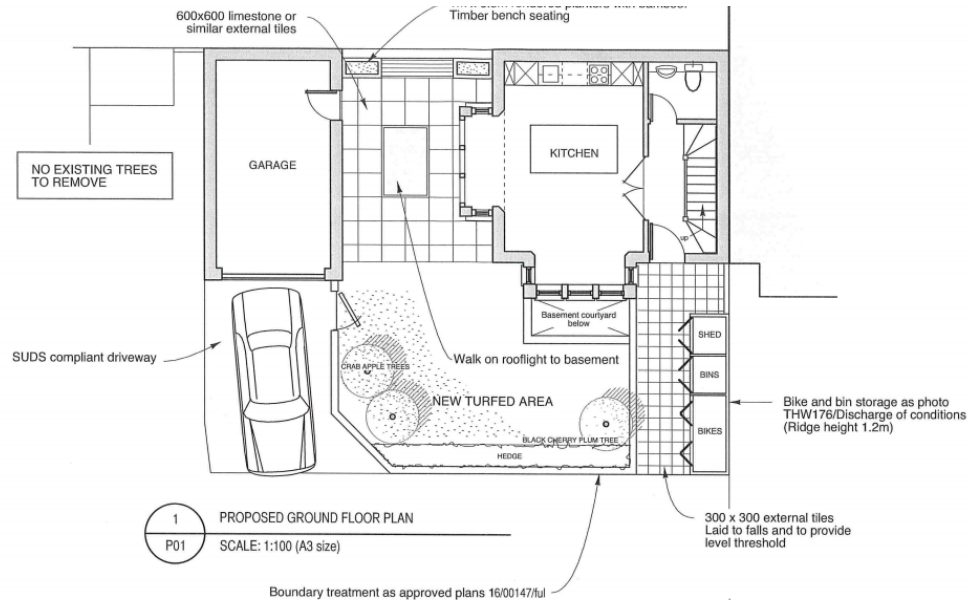 600x600 limestone or
similar external tiles
Timber bench seating
NO EXISTING TREES
TO REMOVE
GARAGE
KITCHEN
up
Basement courtyard
below
SHED
BINS
BIKES
SUDS compliant driveway
Walk on rooflight to basement
CRAB APPLE TREES
NEW TURFED AREA
BLACK CHERRY PLUM TREE
HEDGE
Bike and bin storage as photo
THW176/Discharge of conditions
(Ridge height 1.2m)
300 x 300 external tiles
Laid to falls and to provide
level threshold
1
P01
PROPOSED GROUND FLOOR PLAN
SCALE: 1:100 (A3 size)
Boundary treatment as approved plans 16/00147/ful